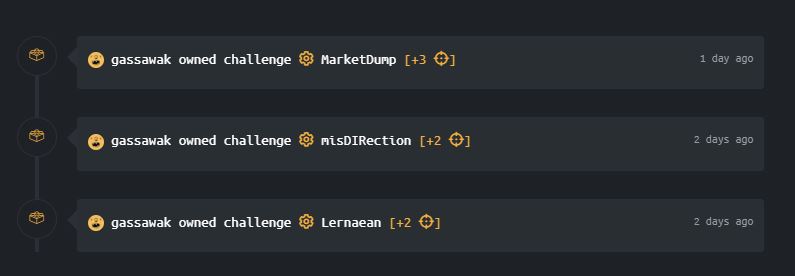 gassawak owned challenge MarketDump [+3 ] 1 day ago
gassawak owned challenge misDIRection [+2 ] 2 days ago
gassawak owned challenge Lernaean [+2 ] 2 days ago